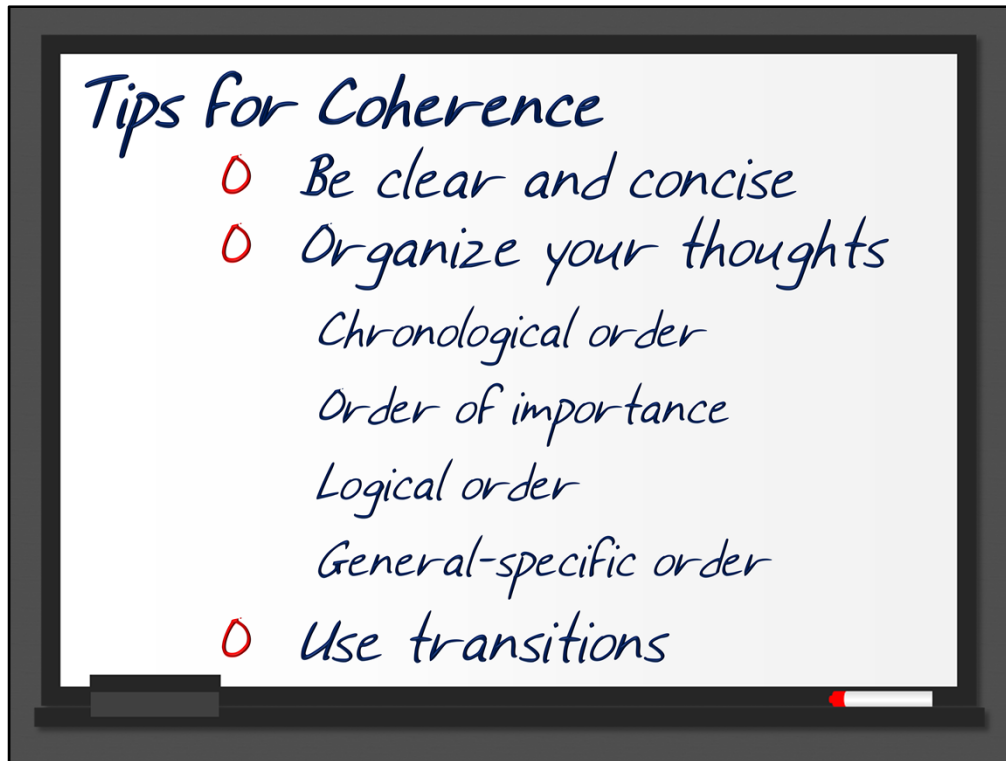 Tips for Coherence
Be clear and concise
Organize your thoughts
Chronological order
Order of importance
Logical order
General-specific order
Use transitions